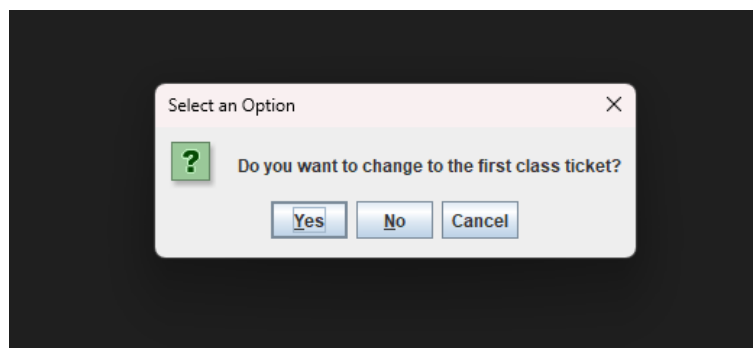 Select an Option
?
Do you want to change to the first class ticket?
Yes No Cancel